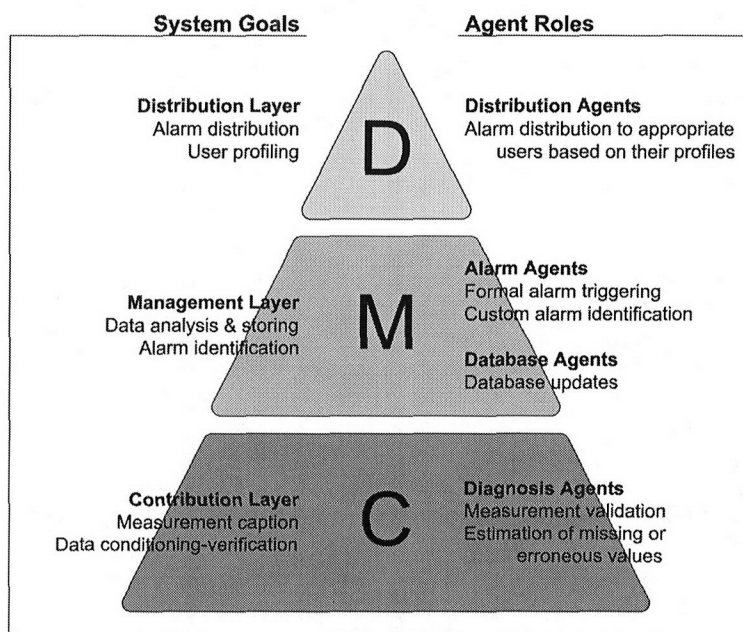 System Goals
Agent Roles
Distribution Layer
Alarm distribution
User profiling
D
Distribution Agents
Alarm distribution to appropriate
users based on their profiles
Management Layer
Data analysis & storing
Alarm identification
M
Alarm Agents
Formal alarm triggering
Custom alarm identification
Database Agents
Database updates
Contribution Layer
Measurement caption
Data conditioning-verification
C
Diagnosis Agents
Measurement validation
Estimation of missing or
erroneous values